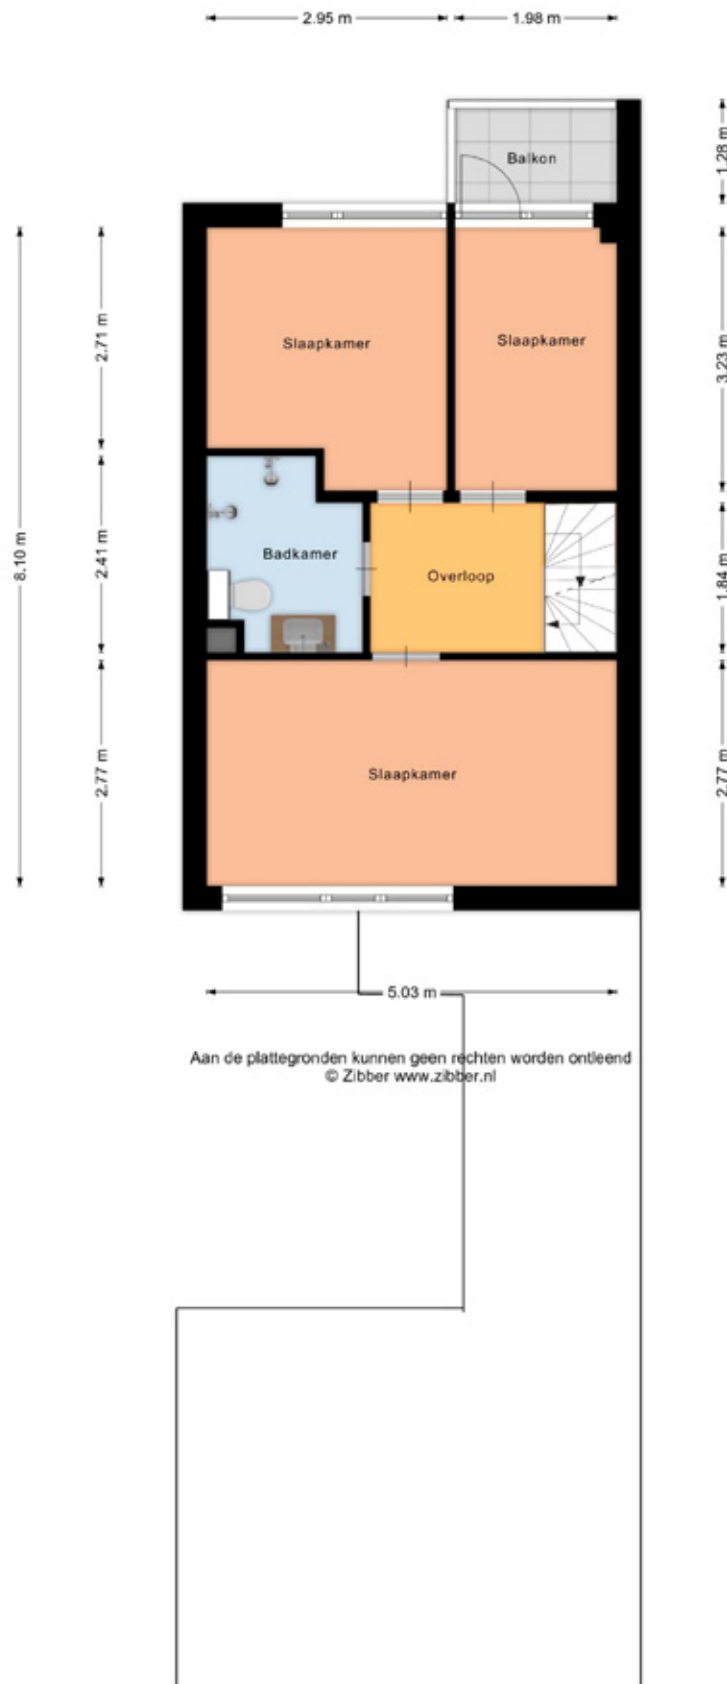 2.95 m
1.98 m
1.28 m
Balkon
Slaapkamer
Slaapkamer
2.71 m
3.23 m
8.10 m
2.41 m
Badkamer
Overloop
1.84 m
2.77 m
Slaapkamer
2.77 m
5.03 m
Aan de plattegronden kunnen geen rechten worden ontleend
© Zibber www.zibber.nl